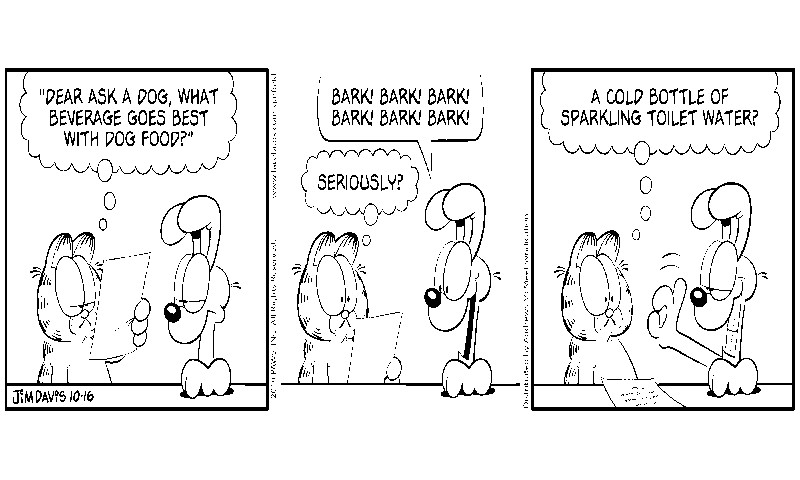 "DEAR ASK A DOG, WHAT
BEVERAGE GOES BEST
WITH DOG FOOD?"
JIM DAVIS 10-16
BARK! BARK! BARK!
BARK! BARK! BARK!
SERIOUSLY?
A COLD BOTTLE OF
SPARKLING TOILET WATER?